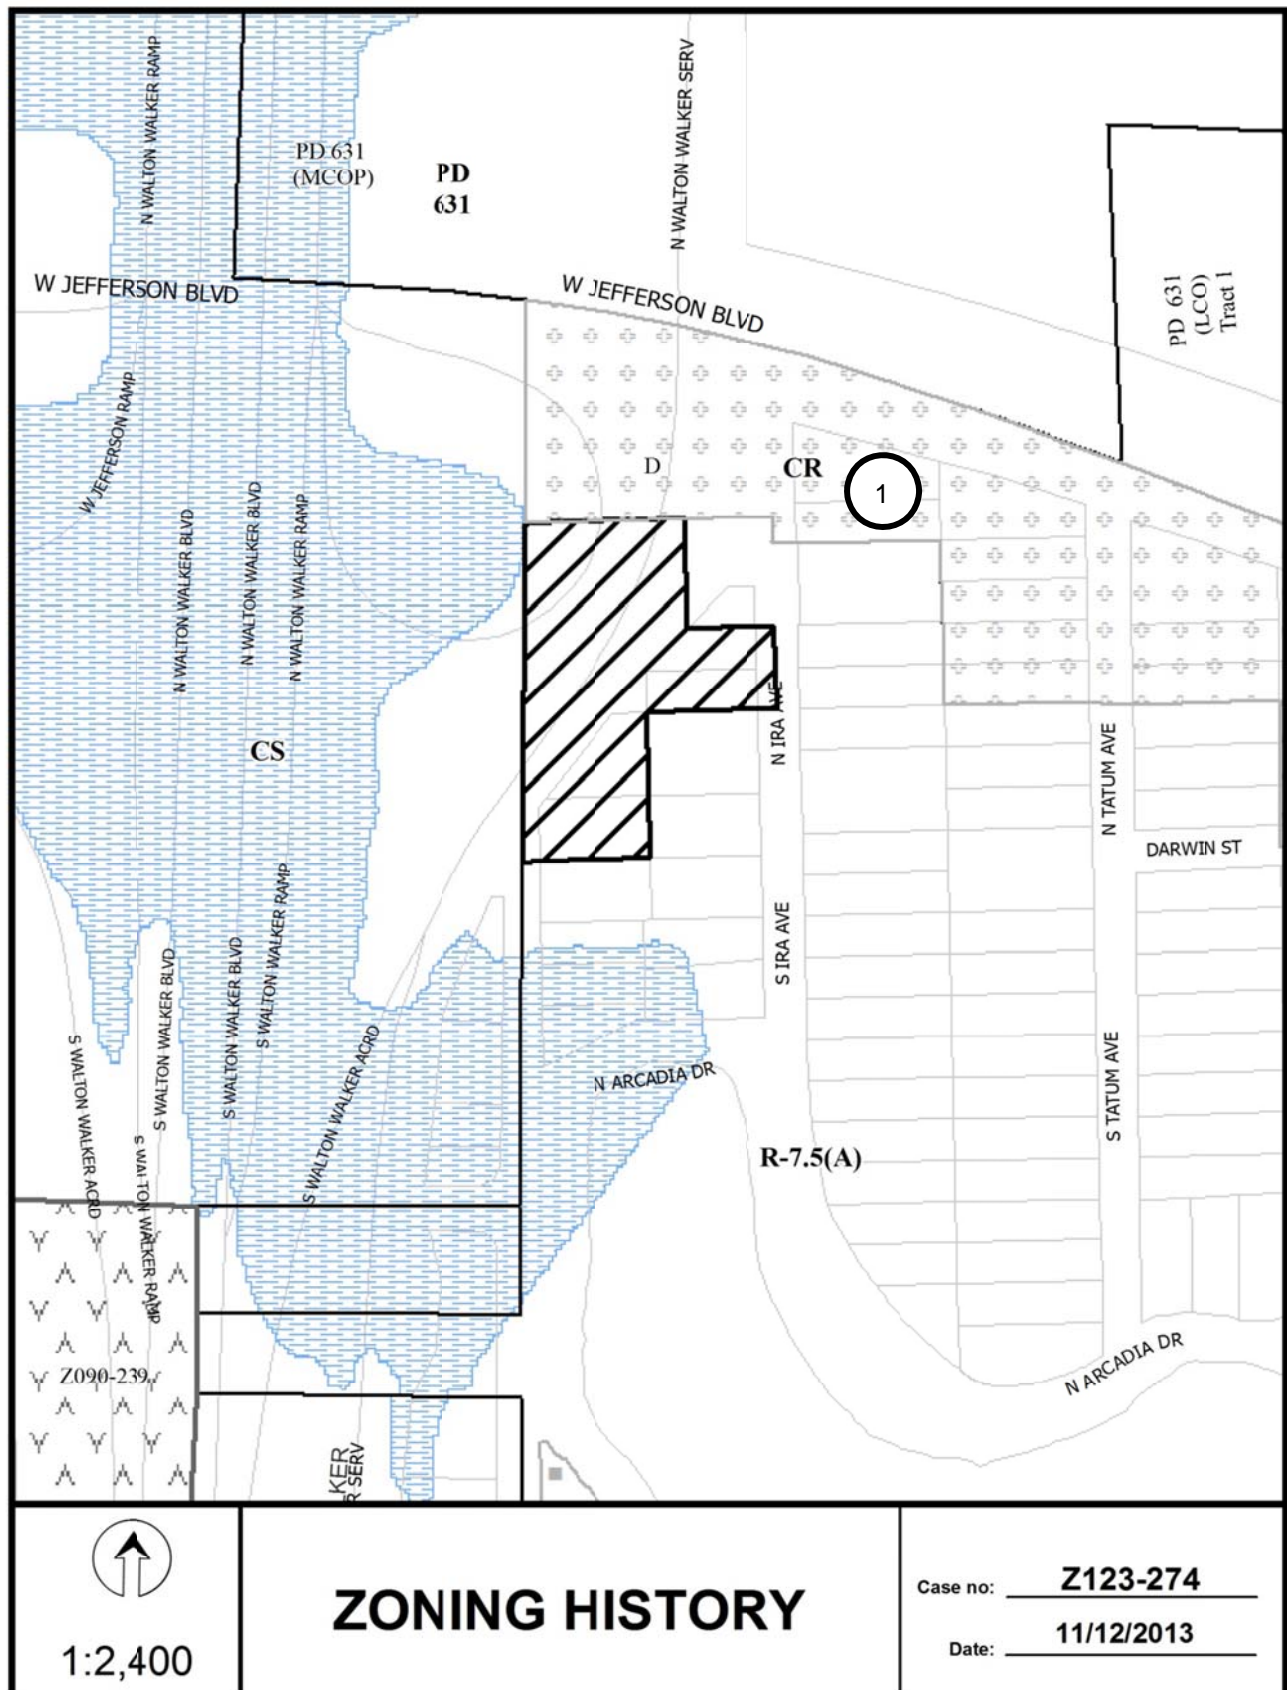 N WALTON WALKER RAMP
N WALTON WALKER SERV
PD 631
(MCOP)
PD
631
W JEFFERSON BLVD
W JEFFERSON BLVD
PD 631
(LCO)
Tract 1
W JEFFERSON RAMP
D
CR
1
N WALTON WALKER BLVD
N WALTON WALKER BLVD
N WALTON WALKER RAMP
N IRA AVE
CS
N TATUM AVE
DARWIN ST
S WALTON WALKER RAMP
S WALTON WALKER BLVD
S WALTON WALKER BLVD
S IRA AVE
S WALTON WALKER ACRD
S WALTON WALKER ACRD
N ARCADIA DR
S TATUM AVE
R-7.5(A)
S WALTON WALKER RAMP
Z090-239
N ARCADIA DR
KER
R SERV
1:2,400
ZONING HISTORY
Case no: Z123-274
Date: 11/12/2013